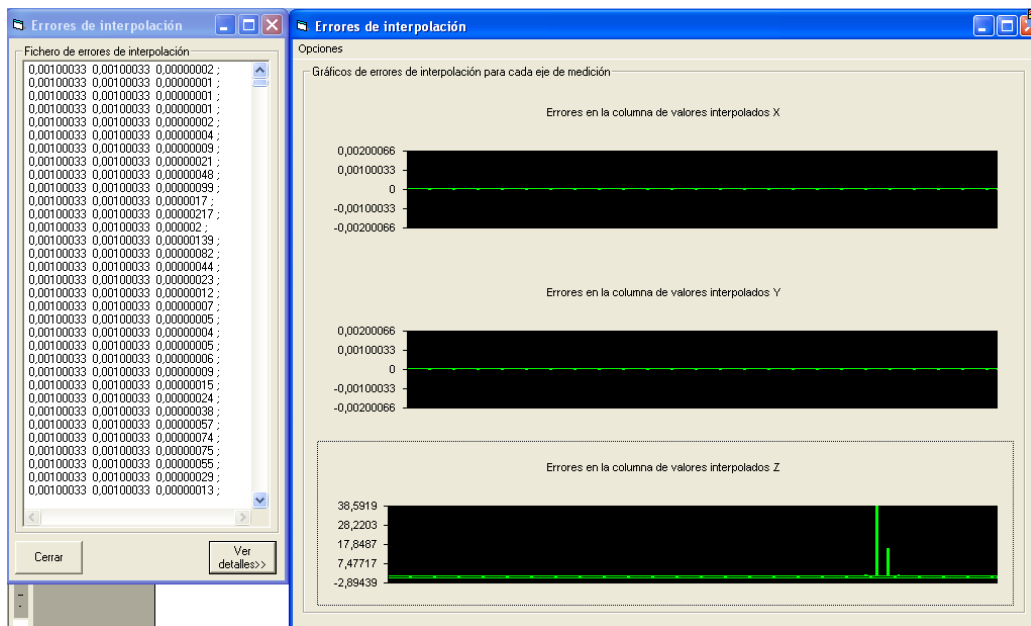 Errores de interpolación
Fichero de errores de interpolación
0,00100033 0,00100033 0,00000002 ;
0,00100033 0,00100033 0,00000001 ;
0,00100033 0,00100033 0,00000001 ;
0,00100033 0,00100033 0,00000001 ;
0,00100033 0,00100033 0,00000002 ;
0,00100033 0,00100033 0,00000004 ;
0,00100033 0,00100033 0,00000009 ;
0,00100033 0,00100033 0,00000021 ;
0,00100033 0,00100033 0,00000048 ;
0,00100033 0,00100033 0,00000099 ;
0,00100033 0,00100033 0,0000017 ;
0,00100033 0,00100033 0,00000217 ;
0,00100033 0,00100033 0,000002 ;
0,00100033 0,00100033 0,00000139 ;
0,00100033 0,00100033 0,00000082 ;
0,00100033 0,00100033 0,00000044 ;
0,00100033 0,00100033 0,00000023 ;
0,00100033 0,00100033 0,00000012 ;
0,00100033 0,00100033 0,00000007 ;
0,00100033 0,00100033 0,00000005 ;
0,00100033 0,00100033 0,00000004 ;
0,00100033 0,00100033 0,00000005 ;
0,00100033 0,00100033 0,00000006 ;
0,00100033 0,00100033 0,00000009 ;
0,00100033 0,00100033 0,00000015 ;
0,00100033 0,00100033 0,00000024 ;
0,00100033 0,00100033 0,00000038 ;
0,00100033 0,00100033 0,00000057 ;
0,00100033 0,00100033 0,00000074 ;
0,00100033 0,00100033 0,00000075 ;
0,00100033 0,00100033 0,00000055 ;
0,00100033 0,00100033 0,00000029 ;
0,00100033 0,00100033 0,00000013 ;
Cerrar
Ver
detalles>>
Errores de interpolación
Opciones
Gráficos de errores de interpolación para cada eje de medición
Errores en la columna de valores interpolados X
0,00200066
0,00100033
0
-0,00100033
-0,00200066
Errores en la columna de valores interpolados Y
0,00200066
0,00100033
0
-0,00100033
-0,00200066
Errores en la columna de valores interpolados Z
38,5919
28,2203
17,8487
7,47717
-2,89439